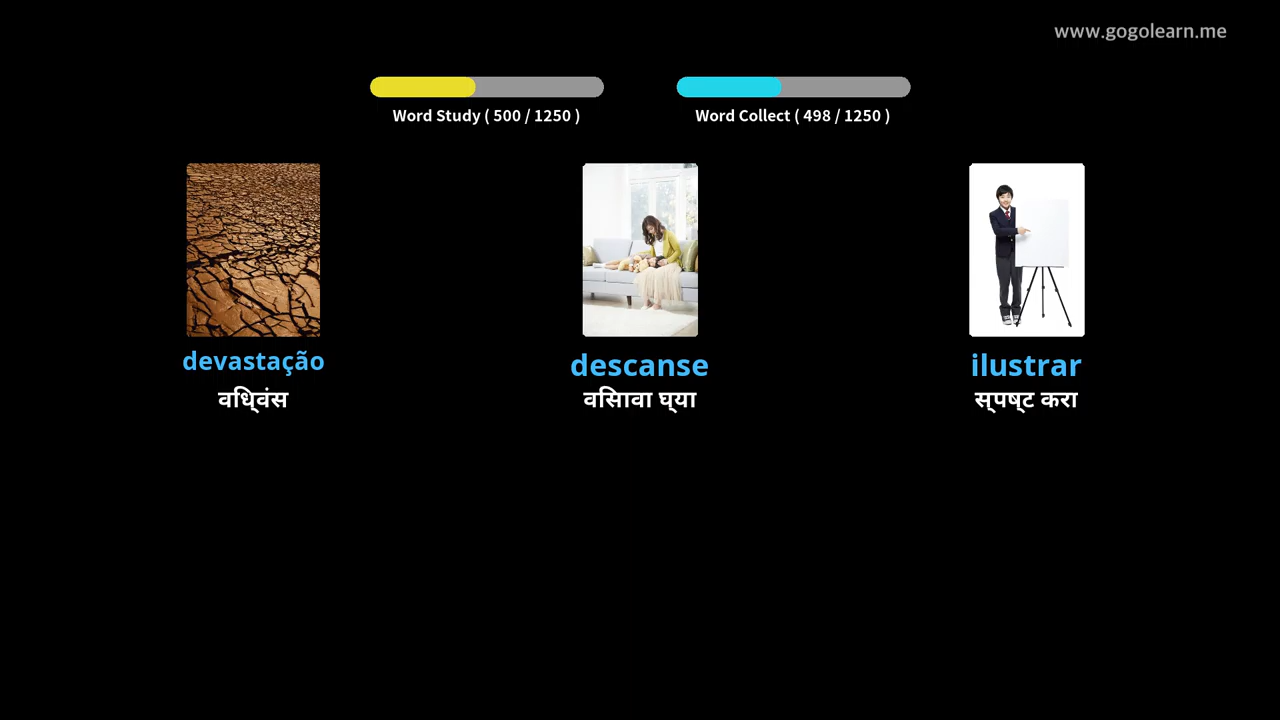 www.gogolearn.me
Word Study ( 500 / 1250 )
Word Collect ( 498 / 1250 )
devastação
descanse
ilustrar
विध्वंस
विसावा घ्या
स्पष्ट करा